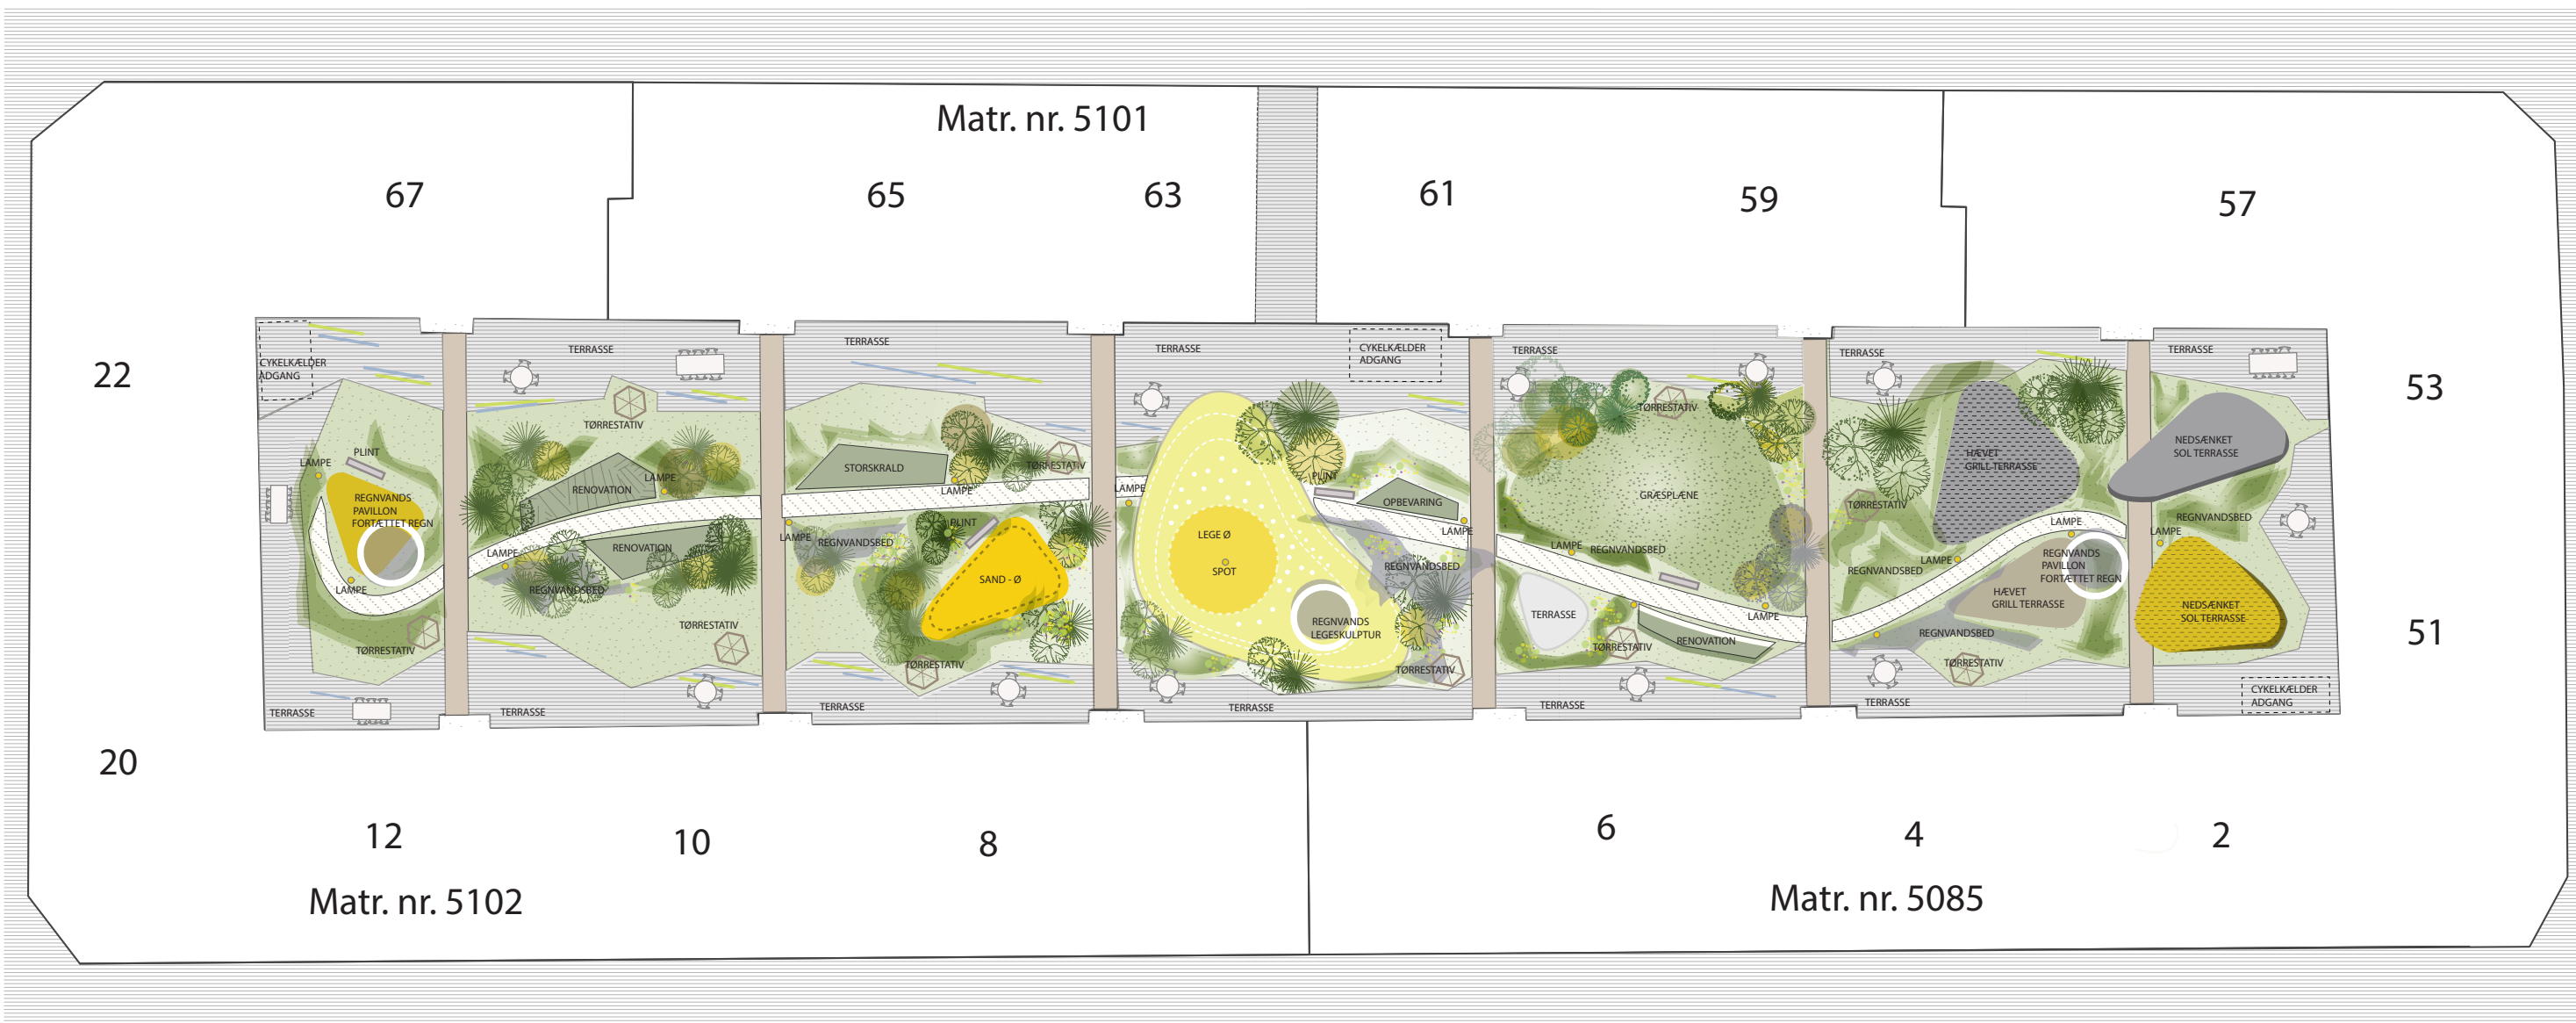 Matr. nr. 5101
67
65
63
61
59
57
22
53
51
20
12
10
8
6
4
2
Matr. nr. 5102
Matr. nr. 5085
CYKELKÆLDER
ADGANG
PLINT
LAMPE
REGNVANDS
PAVILLON
FORTÆTTET REGN
LAMPE
TØRRESTATIV
TERRASSE
TERRASSE
TØRRESTATIV
RENOVATION
LAMPE
LAMPE
RENOVATION
REGNVANDSBED
TØRRESTATIV
TERRASSE
TERRASSE
STORSKRALD
TØRRESTATIV
LAMPE
PLINT
LAMPE
REGNVANDSBED
SAND - Ø
TØRRESTATIV
TERRASSE
TERRASSE
CYKELKÆLDER
ADGANG
LAMPE
PLINT
OPBEVARING
LEGE Ø
SPOT
LAMPE
REGNVANDSBED
REGNVANDS
LEGESKULPTUR
TØRRESTATIV
TERRASSE
TERRASSE
TØRRESTATIV
GRÆSPLÆNE
LAMPE
REGNVANDSBED
TERRASSE
LAMPE
TØRRESTATIV
RENOVATION
TERRASSE
TERRASSE
HÆVET
GRILL TERRASSE
TØRRESTATIV
LAMPE
LAMPE
REGNVANDS
PAVILLON
FORTÆTTET REGN
REGNVANDSBED
HÆVET
GRILL TERRASSE
REGNVANDSBED
TØRRESTATIV
TERRASSE
TERRASSE
NEDSÆNKET
SOL TERRASSE
REGNVANDSBED
LAMPE
NEDSÆNKET
SOL TERRASSE
CYKELKÆLDER
ADGANG